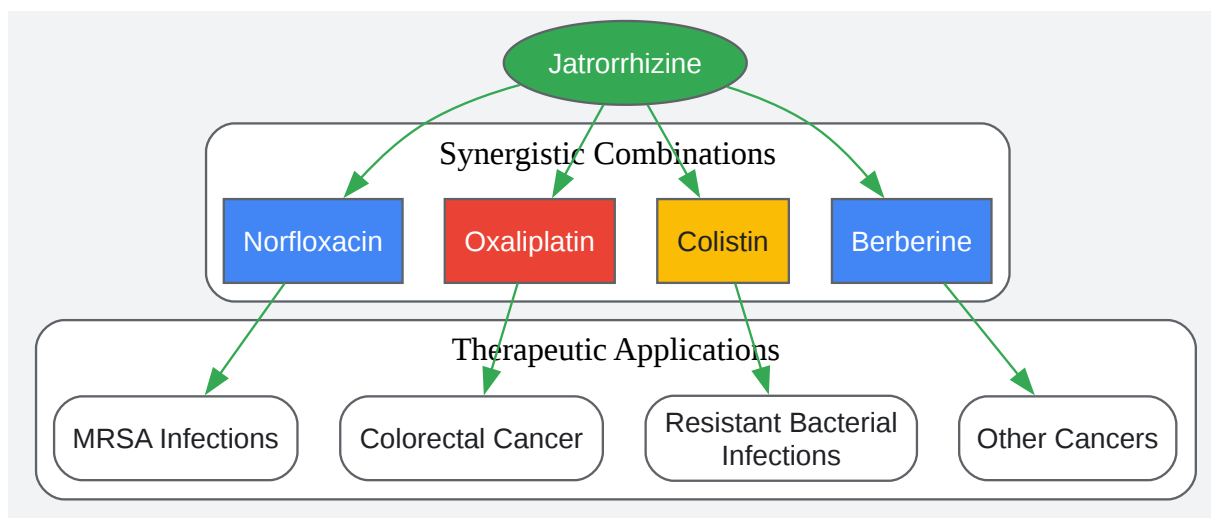 Jatrorrhizine
Synergistic Combinations
Norfloxacin
Oxaliplatin
Colistin
Berberine
Therapeutic Applications
MRSA Infections
Colorectal Cancer
Resistant Bacterial
Infections
Other Cancers